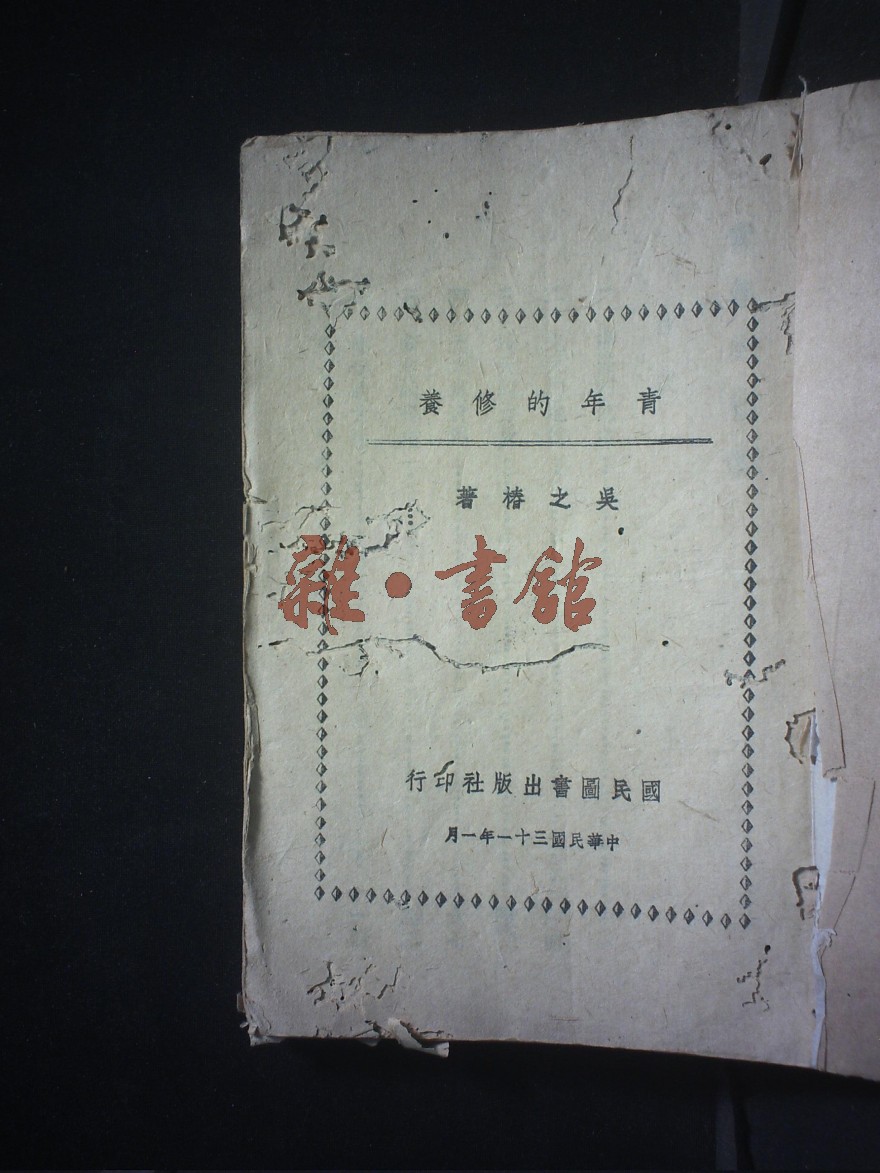 青年的修養
吳之椿著
雜·書館
國民圖書出版社印行
中華民國三十一年一月